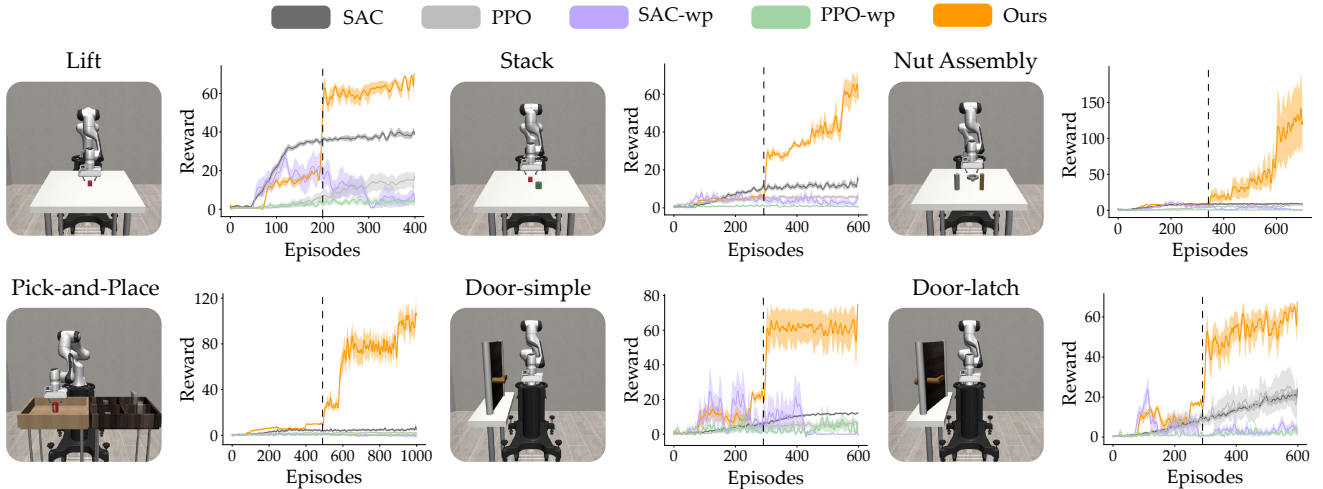 SAC PPO SAC-wp PPO-wp Ours
Lift Stack Nut Assembly
Reward
60
40
20
0
0 100 200 300 400
Episodes
Reward
60
40
20
0
0 200 400 600
Episodes
Reward
150
100
50
0
0 200 400 600
Episodes
Pick-and-Place Door-simple Door-latch
Reward
120
80
40
0
0 200 400 600 800 1000
Episodes
Reward
80
60
40
20
0
0 200 400 600
Episodes
Reward
60
40
20
0
0 200 400 600
Episodes